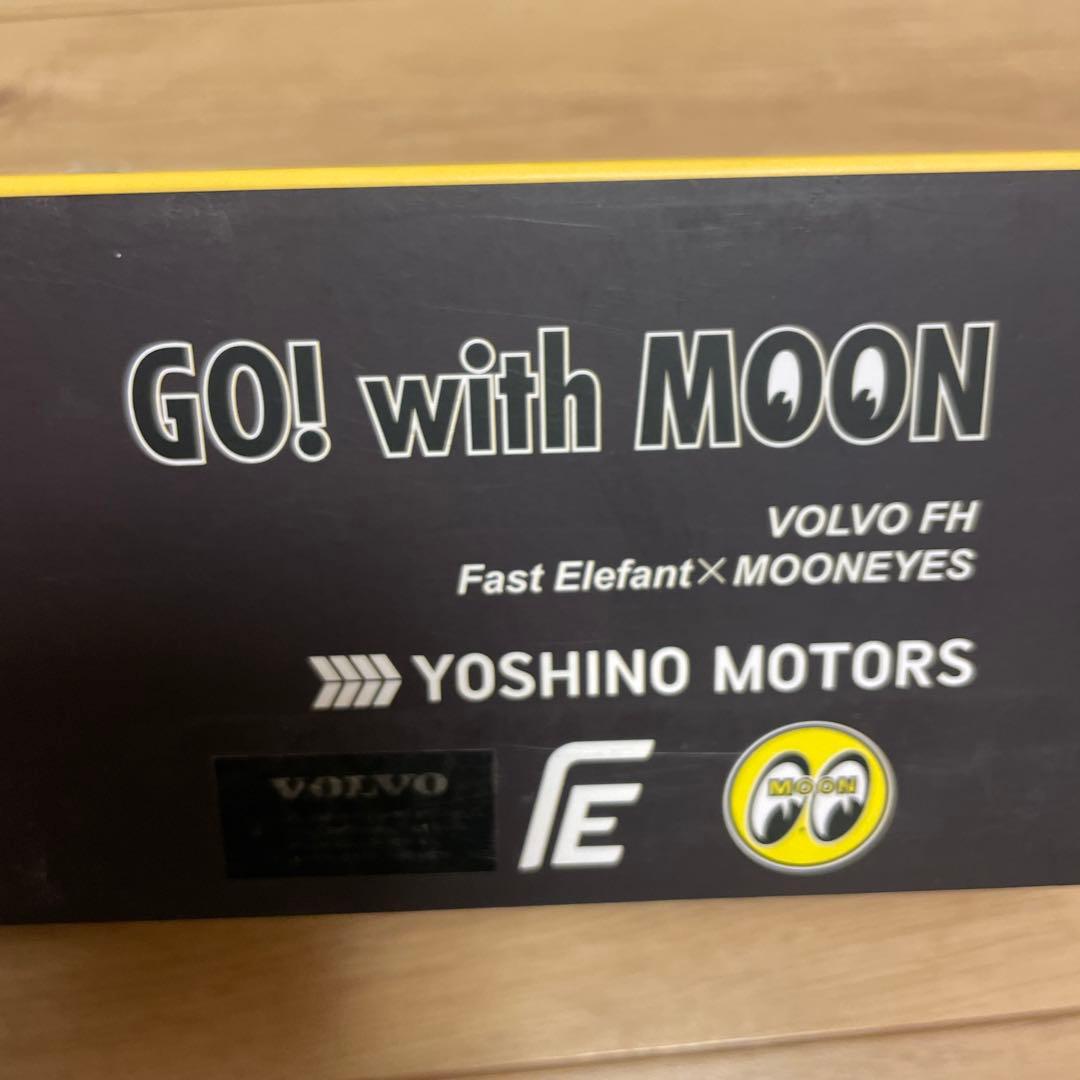 GO! with MOON
VOLVO FH
Fast Elefant×MOONEYES
YOSHINO MOTORS
VOLVO
FE
MOON